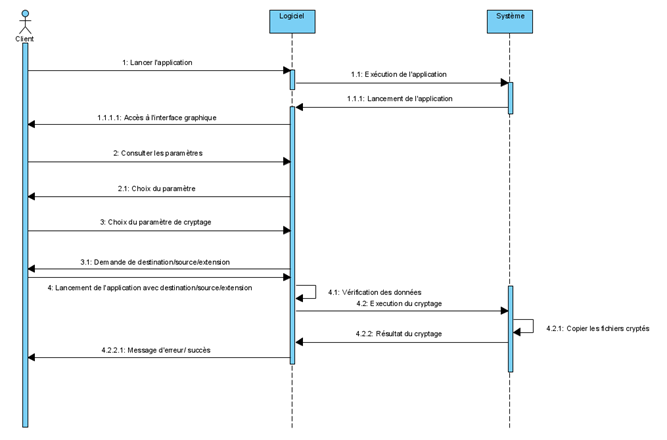 Logiciel
Système
Client
1: Lancer l'application
1.1: Exécution de l'application
1.1.1: Lancement de l'application
1.1.1.1: Accès á l'interface graphique
2: Consulter les paramètres
2.1: Choix du paramètre
3: Choix du paramètre de cryptage
3.1: Demande de destination/source/extension
4: Lancement de l'application avec destination/source/extension
4.1: Vérification des données
4.2: Execution du cryptage
4.2.1: Copier les fichiers cryptés
4.2.2: Résultat du cryptage
4.2.2.1: Message d'erreur/ succès